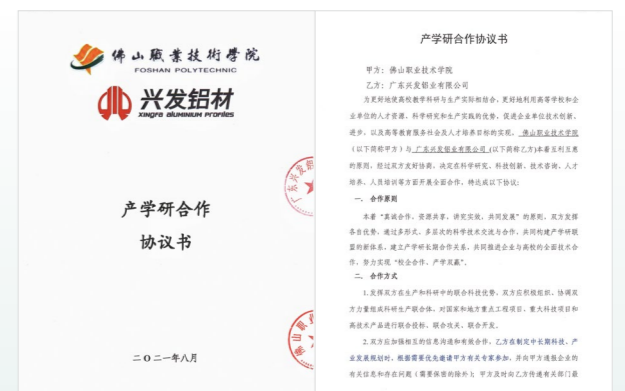 佛山職業技術學院
FOSHAN POLYTECHNIC
兴发铝材
Xingfa aluminium Profiles
产学研合作
协议书
二〇二一年八月
广东兴发铝
佛山职
产学研合作协议书
甲方：佛山职业技术学院
乙方：广东兴发铝业有限公司
为更好地使高校教学科研与生产实际相结合，更好地利用高等学校和企
业单位的人才资源、科学研究和生产实践的优势，促进企业单位技术创新、
进步，以及高等教育服务社会及人才培养目标的实现，佛山职业技术学院
（以下简称甲方）与 广东兴发铝业有限公司 (以下简称乙方)本着互利互惠
的原则，经过双方友好协商，决定在科学研究、科技创新、技术咨询、人才
培养、人员培训等方面开展全面合作，特达成以下协议：
一、合作原则
本着“真诚合作、资源共享、讲究实效、共同发展”的原则，双方发挥
各自优势，通过多形式、多层次的科学技术交流与合作，共同构建产学研联
盟的新体系，建立产学研长期合作关系，共同推进企业与高校的全面技术合
作，努力实现“校企合作、产学双赢”。
二、合作方式
1.发挥双方在生产和科研中的联合科技优势，双方应积极组织、协调双
方力量组成科研生产联合体，对国家和地方重点工程项目、重大科技项目和
高技术产品进行联合投标、联合攻关、联合开发。
2.双方应加强相互的信息沟通和有效合作，乙方在制定中长期科技、产
业发展规划时，根据需要优先邀请甲方有关专家参加，并向甲方通报企业的
有关信息和存在问题（需要保密的除外）；甲方及时向乙方传递有关部门最